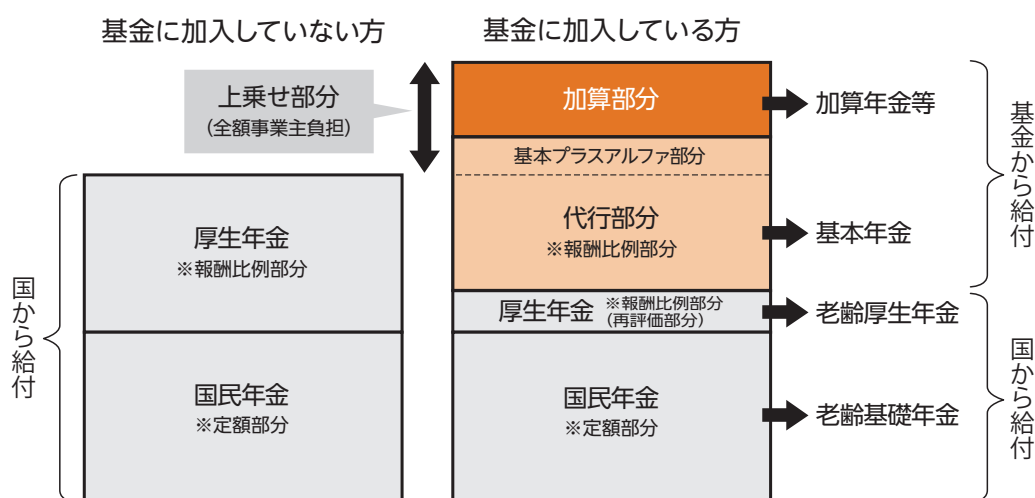 基金に加入していない方
基金に加入している方
上乗せ部分
(全額事業主負担)
厚生年金
※報酬比例部分
国民年金
※定額部分
国から給付
加算部分
基本プラスアルファ部分
代行部分
※報酬比例部分
厚生年金 ※報酬比例部分
(再評価部分)
国民年金
※定額部分
加算年金等
基本年金
老齢厚生年金
老齢基礎年金
基金から給付
国から給付